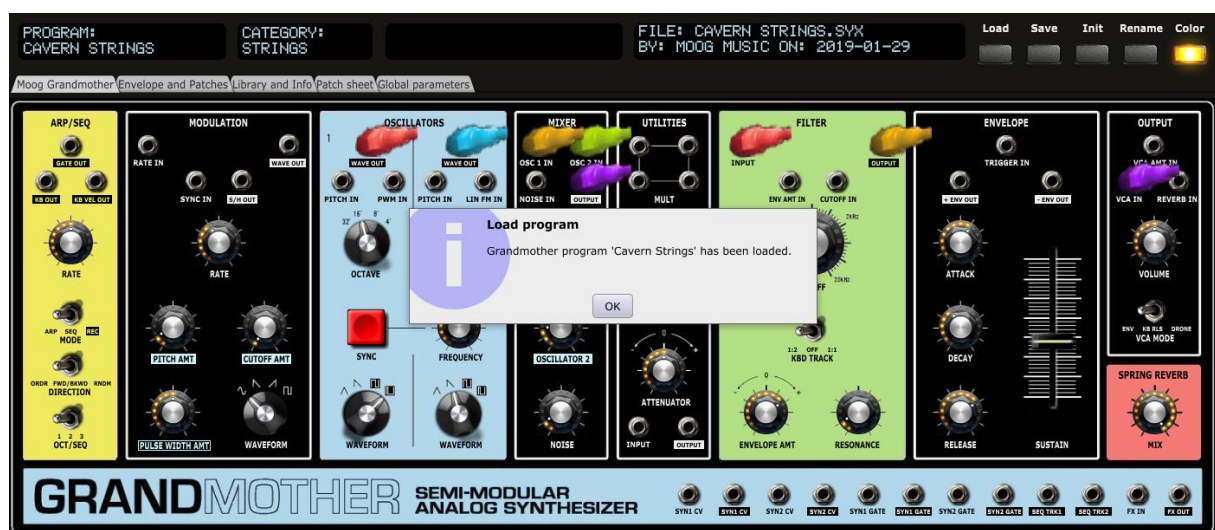 PROGRAM:
CAVERN STRINGS
CATEGORY:
STRINGS
FILE: CAVERN STRINGS.SYX
BY: MOOG MUSIC ON: 2019-01-29
Load Save Init Rename Color
Moog Grandmother Envelope and Patches Library and Info Patch sheet Global parameters
ARP/SEQ
GATE OUT
KB OUT KB VEL OUT
RATE
ARP SEQ REC
MODE
ORDR FWD/BKWD RNDM
DIRECTION
1 2 3
OCT/SEQ
MODULATION
RATE IN WAVE OUT
SYNC IN S/H OUT
RATE
PITCH AMT CUTOFF AMT
PULSE WIDTH AMT WAVEFORM
OSCILLATORS
1
WAVE OUT WAVE OUT
PITCH IN PWM IN PITCH IN LIN FM IN
32' 16' 8' 4'
OCTAVE
SYNC FREQUENCY
WAVEFORM WAVEFORM
MIXER
OSC 1 IN OSC 2 IN
NOISE IN OUTPUT
OSCILLATOR 2
NOISE
UTILITIES
MULT
0
- +
ATTENUATOR
INPUT OUTPUT
FILTER
INPUT OUTPUT
ENV AMT IN CUTOFF IN
2kHz
20kHz
FF
1:2 OFF 1:1
KBD TRACK
0
- +
ENVELOPE AMT RESONANCE
ENVELOPE
TRIGGER IN
+ ENV OUT - ENV OUT
ATTACK
DECAY
RELEASE SUSTAIN
OUTPUT
VCA AMT IN
VCA IN REVERB IN
VOLUME
ENV KB RLS DRONE
VCA MODE
SPRING REVERB
MIX
Load program
Grandmother program 'Cavern Strings' has been loaded.
OK
GRANDMOTHER SEMI-MODULAR
ANALOG SYNTHESIZER
SYN1 CV SYN1 CV SYN2 CV SYN2 CV SYN1 GATE SYN1 GATE SYN2 GATE SYN2 GATE SEQ TRK1 SEQ TRK2 FX IN FX OUT